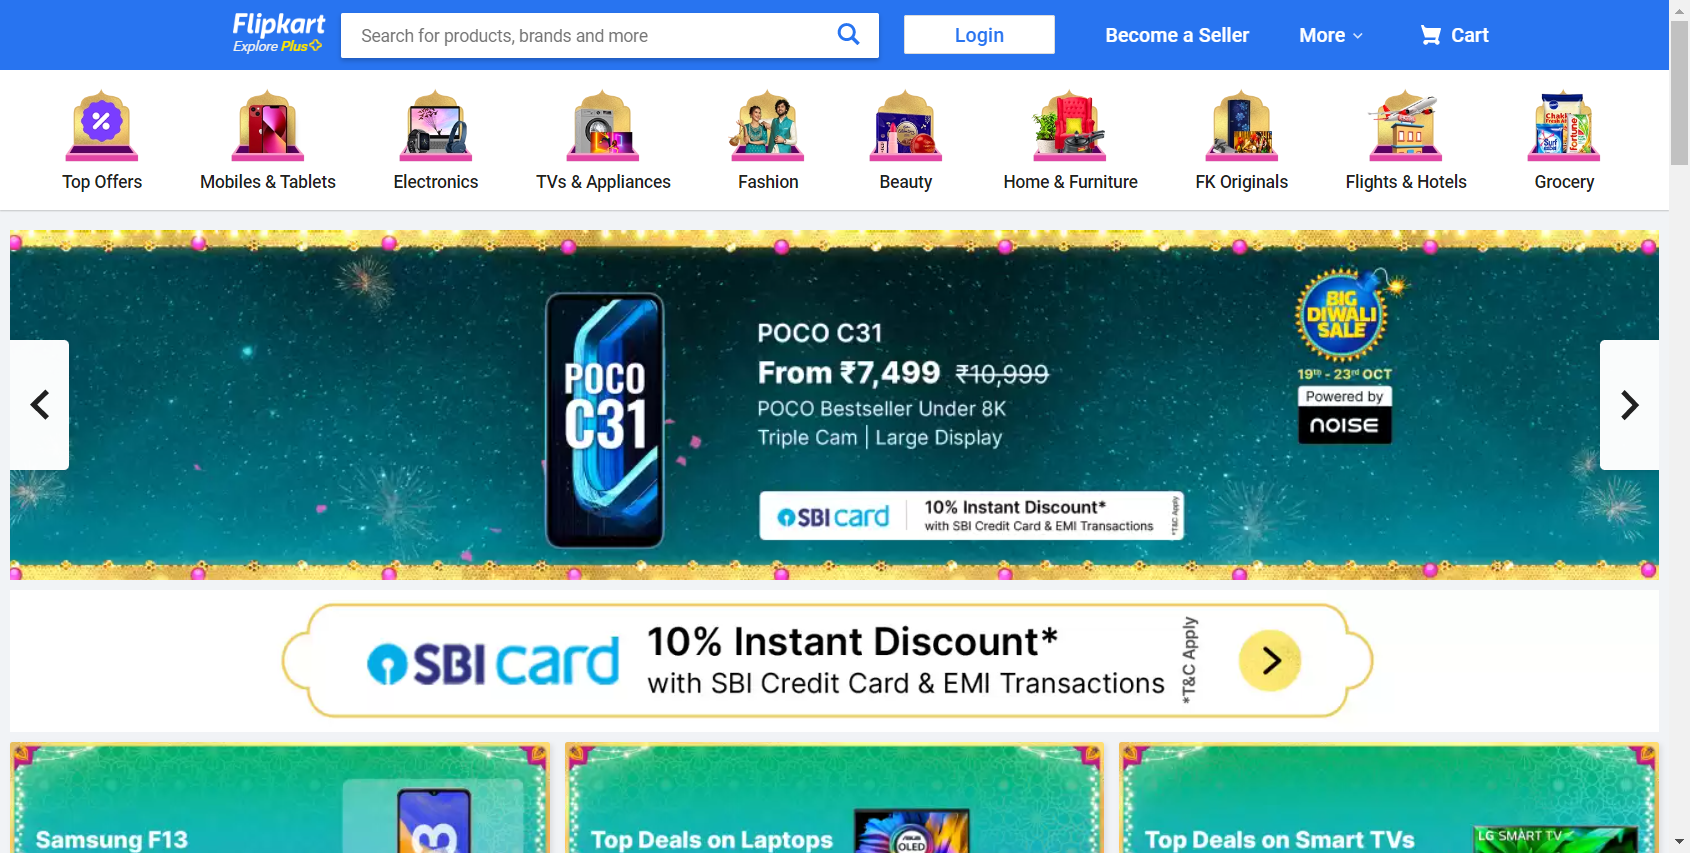 Flipkart
Explore Plus
Search for products, brands and more
Login
Become a Seller
More
Cart
Top Offers
Mobiles & Tablets
Electronics
TVs & Appliances
Fashion
Beauty
Home & Furniture
FK Originals
Flights & Hotels
Grocery
POCO C31
POCO C31
From ₹7,499 ₹10,999
POCO Bestseller Under 8K
Triple Cam | Large Display
BIG DIWALI SALE
19th - 23rd OCT
Powered by
noise
SBI card
10% Instant Discount*
with SBI Credit Card & EMI Transactions
*T&C Apply
SBI card
10% Instant Discount*
with SBI Credit Card & EMI Transactions
*T&C Apply
Samsung F13
Top Deals on Laptops
ASUS
OLED
Top Deals on Smart TVs
LG SMART TV